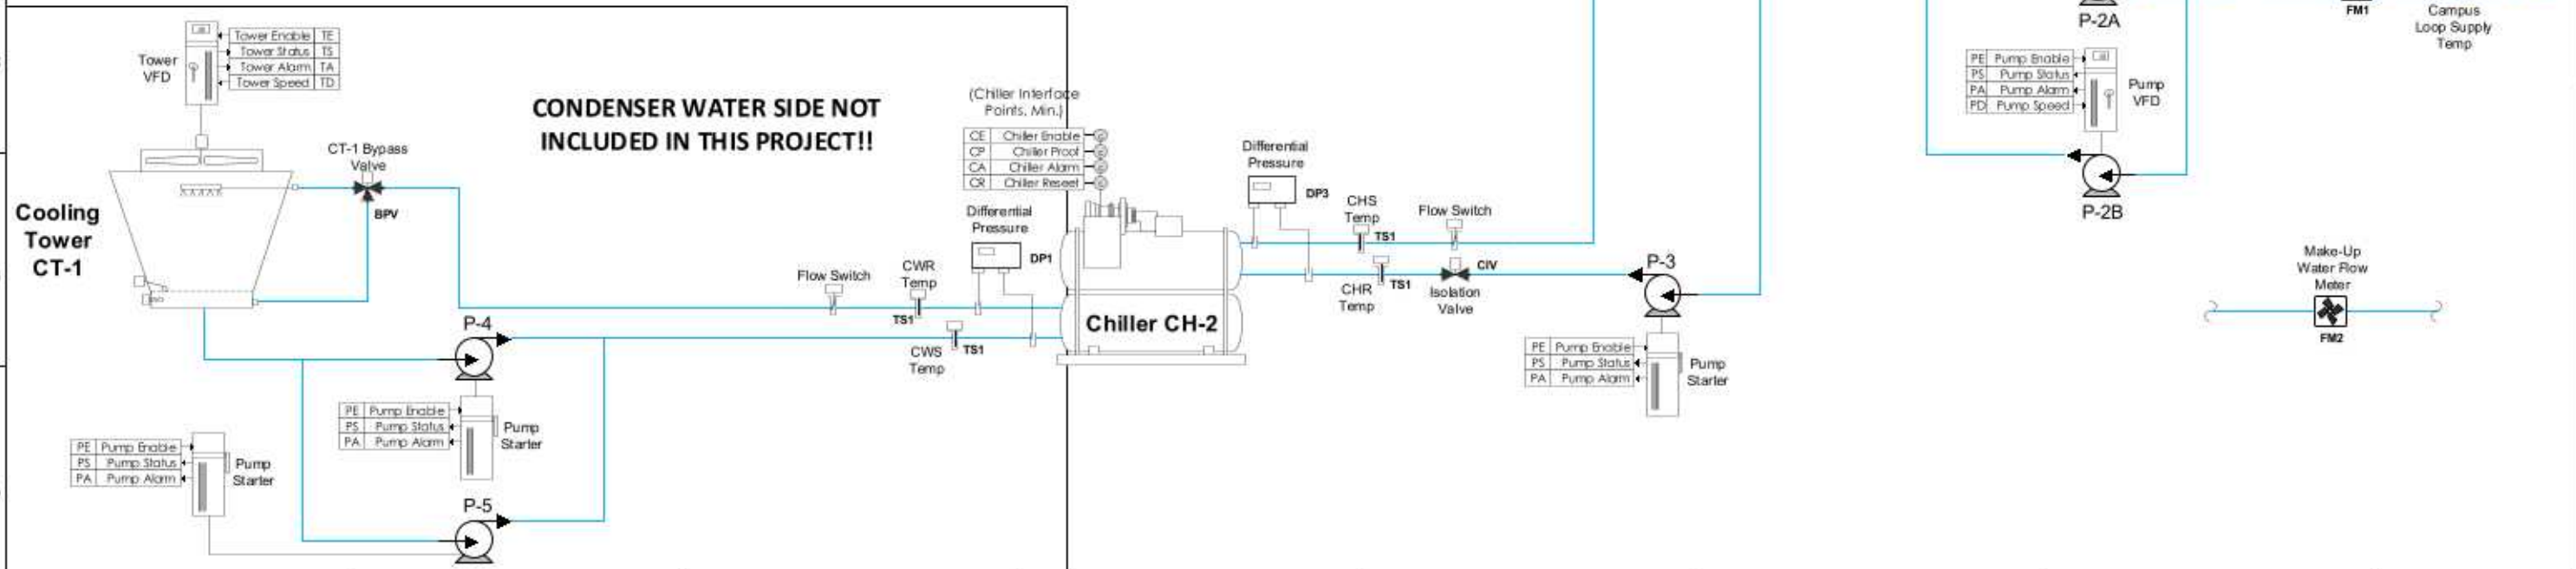 Tower
VFD
Tower Enable TE
Tower Status TS
Tower Alarm TA
Tower Speed TD
CONDENSER WATER SIDE NOT
INCLUDED IN THIS PROJECT!!
CT-1 Bypass
Valve
BPV
Cooling
Tower
CT-1
(Chiller Interface
Points, Min.)
CE Chiller Enable
CP Chiller Proof
CA Chiller Alarm
CR Chiller Reseet
Differential
Pressure
DP1
Flow Switch
CWR
Temp
TS1
CWS
Temp
TS1
Chiller CH-2
Differential
Pressure
DP3
CHS
Temp
TS1
Flow Switch
CHR
Temp
TS1
CIV
Isolation
Valve
P-3
PE Pump Enable
PS Pump Status
PA Pump Alarm
Pump
Starter
P-4
PE Pump Enable
PS Pump Status
PA Pump Alarm
Pump
Starter
PE Pump Enable
PS Pump Status
PA Pump Alarm
Pump
Starter
P-5
P-2A
PE Pump Enable
PS Pump Status
PA Pump Alarm
PD Pump Speed
Pump
VFD
P-2B
FM1
Campus
Loop Supply
Temp
Make-Up
Water Flow
Meter
FM2